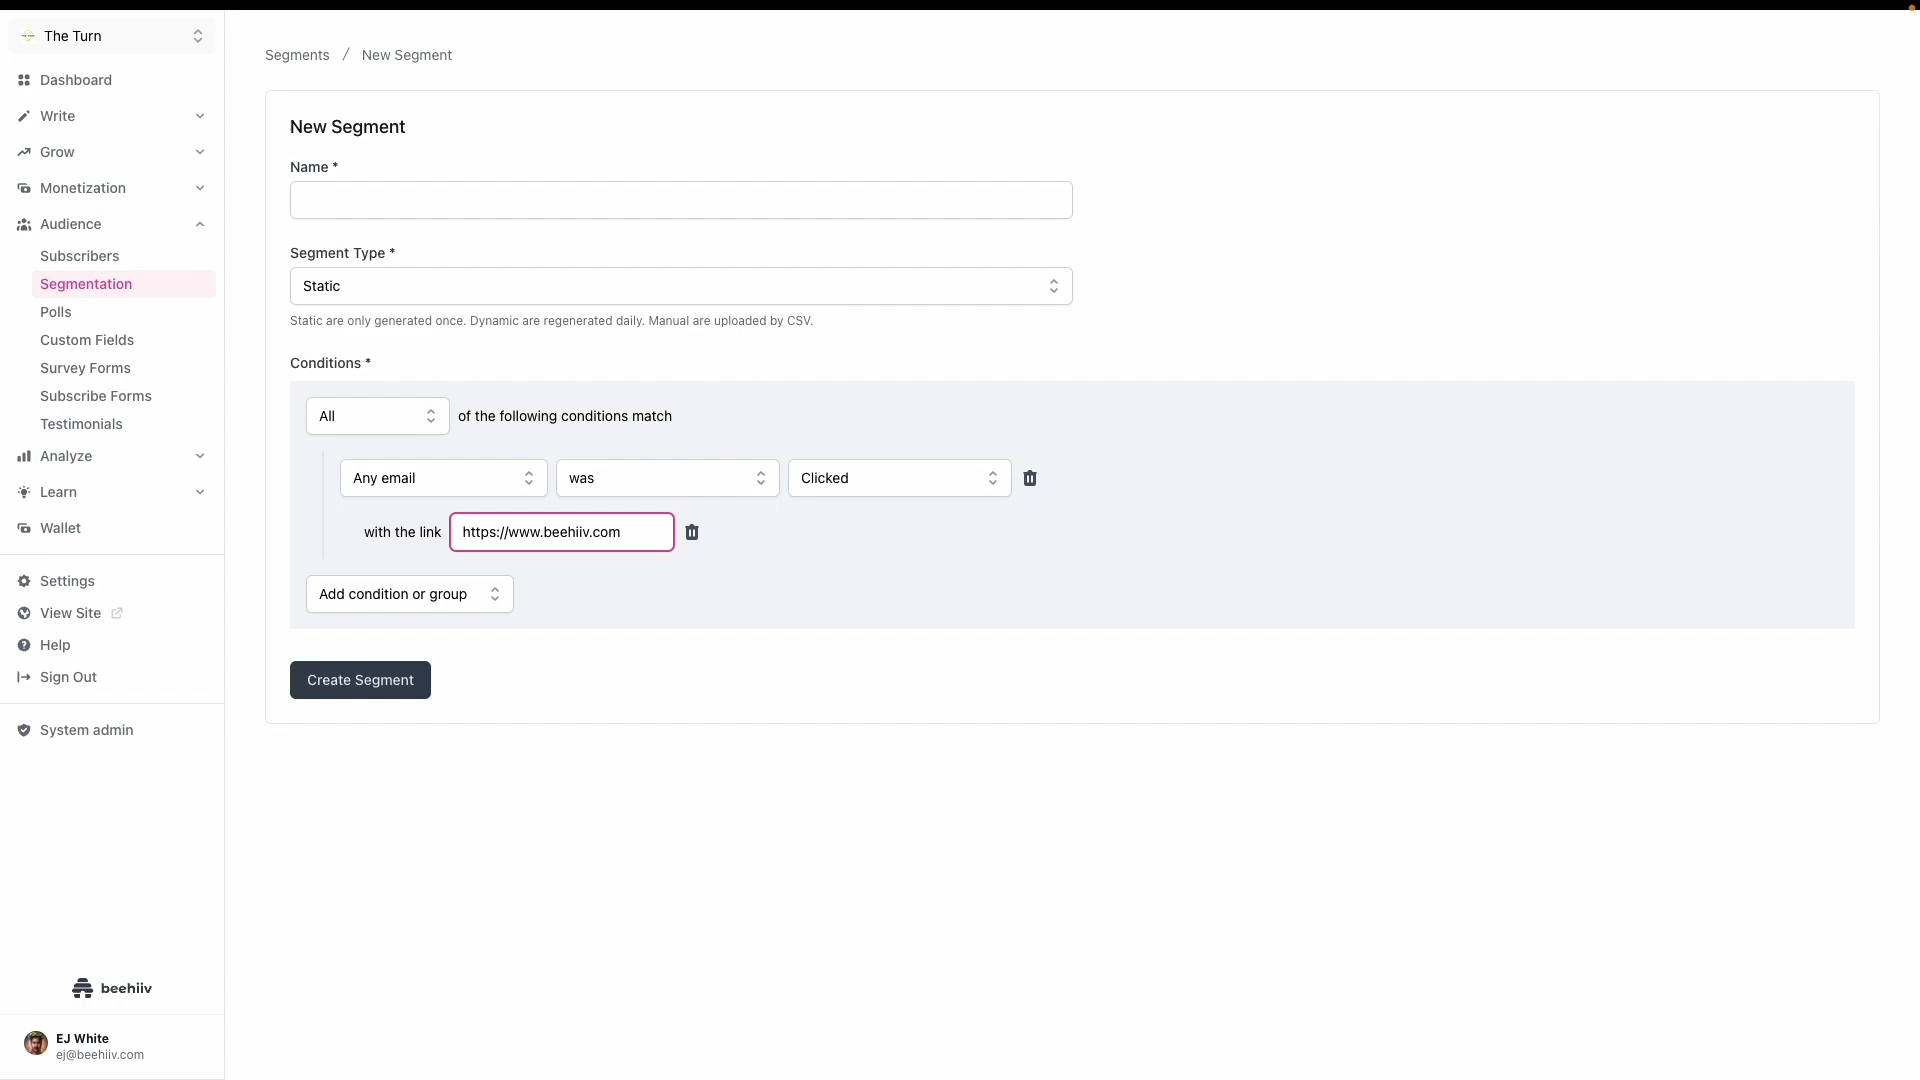 The Turn
Dashboard
Write
Grow
Monetization
Audience
Subscribers
Segmentation
Polls
Custom Fields
Survey Forms
Subscribe Forms
Testimonials
Analyze
Learn
Wallet
Settings
View Site
Help
Sign Out
System admin
beehiiv
EJ White
ej@beehiiv.com
Segments / New Segment
New Segment
Name *
Segment Type *
Static
Static are only generated once. Dynamic are regenerated daily. Manual are uploaded by CSV.
Conditions *
All of the following conditions match
Any email was Clicked
with the link https://www.beehiiv.com
Add condition or group
Create Segment